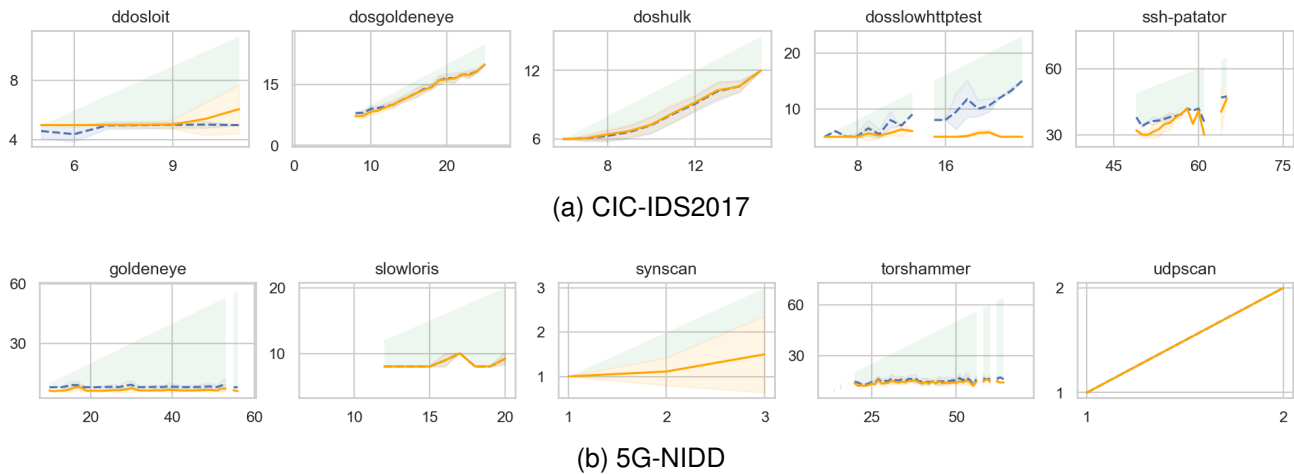 ddosloit dosgoldeneye doshulk dosslowhttptest ssh-patator
8 4 6 9
15 0 0 10 20
12 6 8 12
20 10 8 16
60 30 45 60 75
(a) CIC-IDS2017
goldeneye slowloris synscan torshammer udpscan
60 30 20 40 60
20 10 10 15 20
3 2 1 1 2 3
60 30 25 50
2 1 1 2
(b) 5G-NIDD